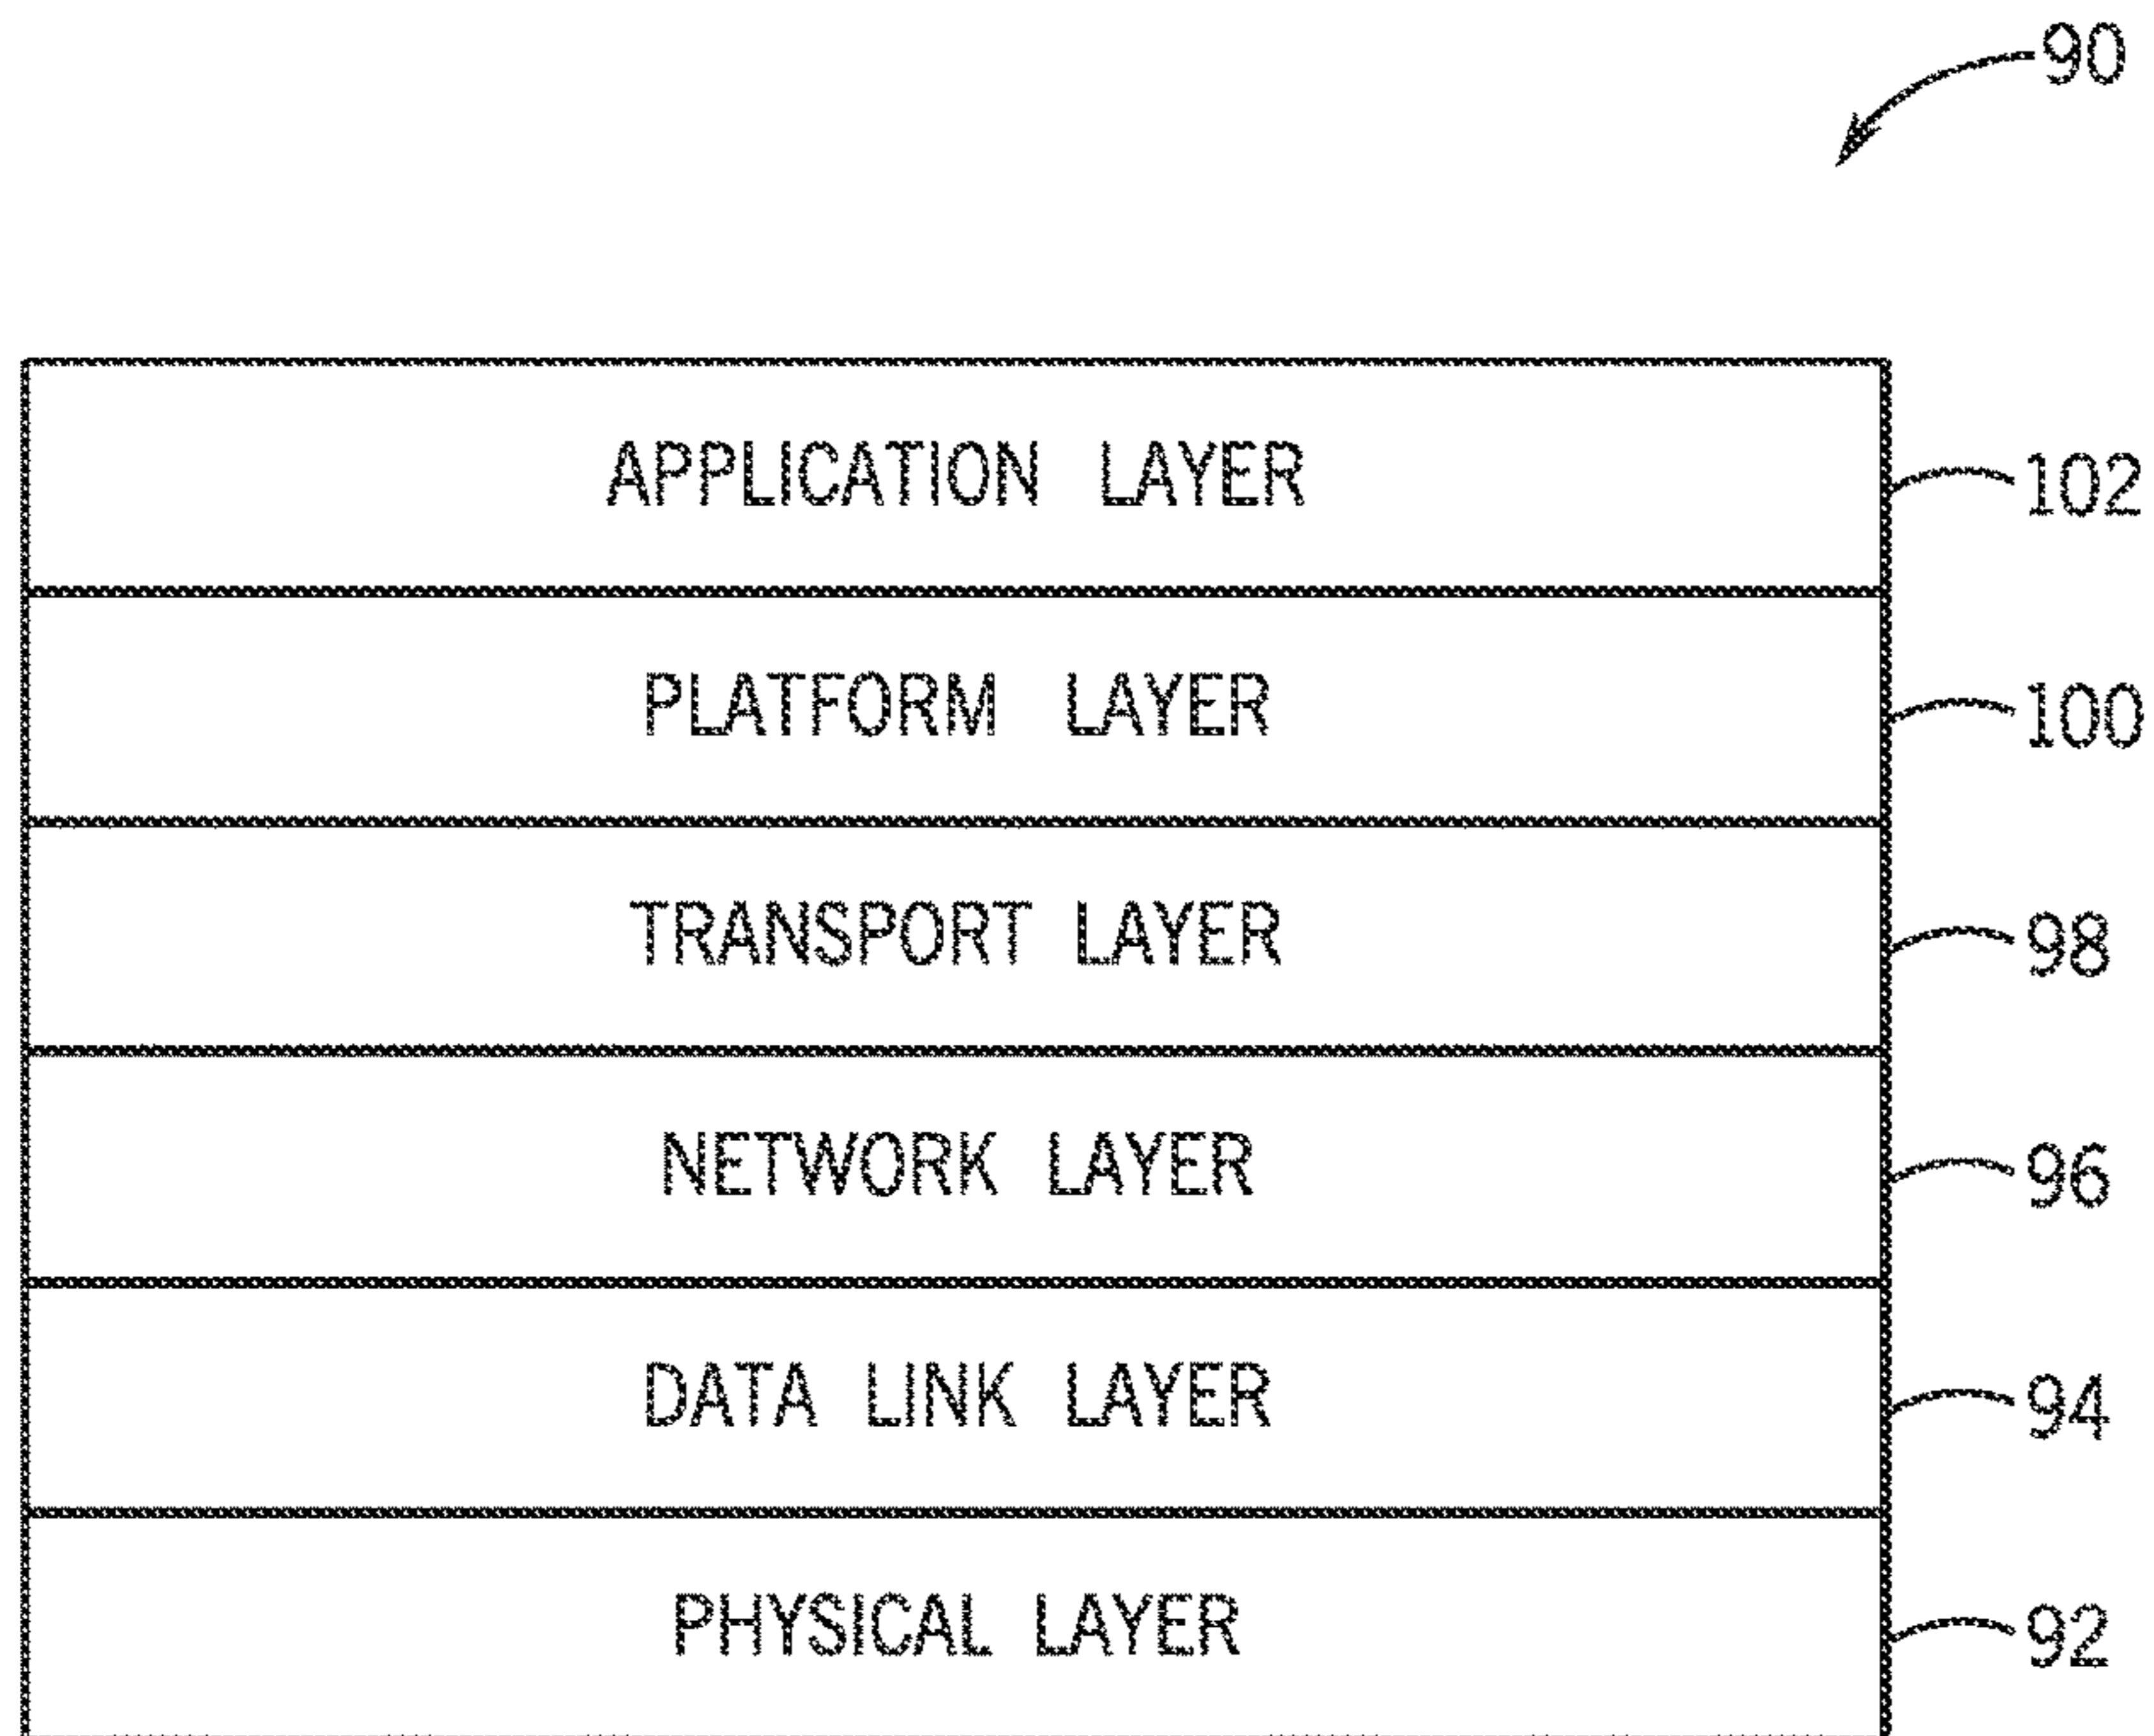 90
APPLICATION LAYER 102
PLATFORM LAYER 100
TRANSPORT LAYER 98
NETWORK LAYER 96
DATA LINK LAYER 94
PHYSICAL LAYER 92